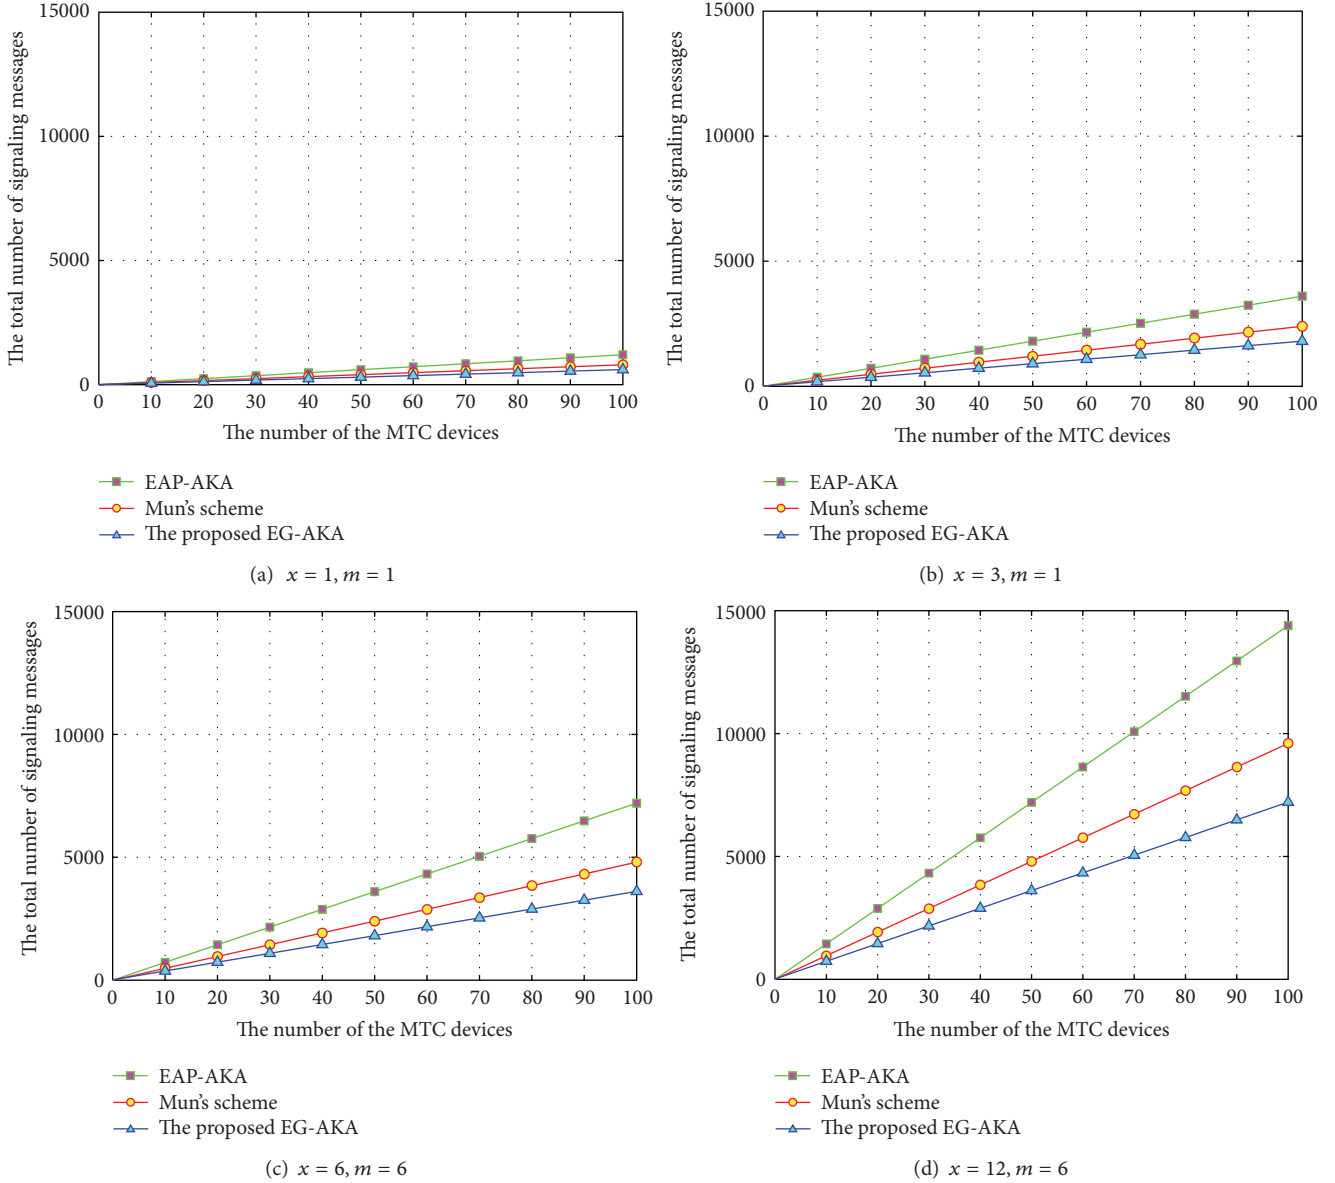 The total number of signaling messages
15000
10000
5000
0
0 10 20 30 40 50 60 70 80 90 100
The number of the MTC devices
EAP-AKA
Mun's scheme
The proposed EG-AKA
(a) x = 1, m = 1
The total number of signaling messages
15000
10000
5000
0
0 10 20 30 40 50 60 70 80 90 100
The number of the MTC devices
EAP-AKA
Mun's scheme
The proposed EG-AKA
(b) x = 3, m = 1
The total number of signaling messages
15000
10000
5000
0
0 10 20 30 40 50 60 70 80 90 100
The number of the MTC devices
EAP-AKA
Mun's scheme
The proposed EG-AKA
(c) x = 6, m = 6
The total number of signaling messages
15000
10000
5000
0
0 10 20 30 40 50 60 70 80 90 100
The number of the MTC devices
EAP-AKA
Mun's scheme
The proposed EG-AKA
(d) x = 12, m = 6